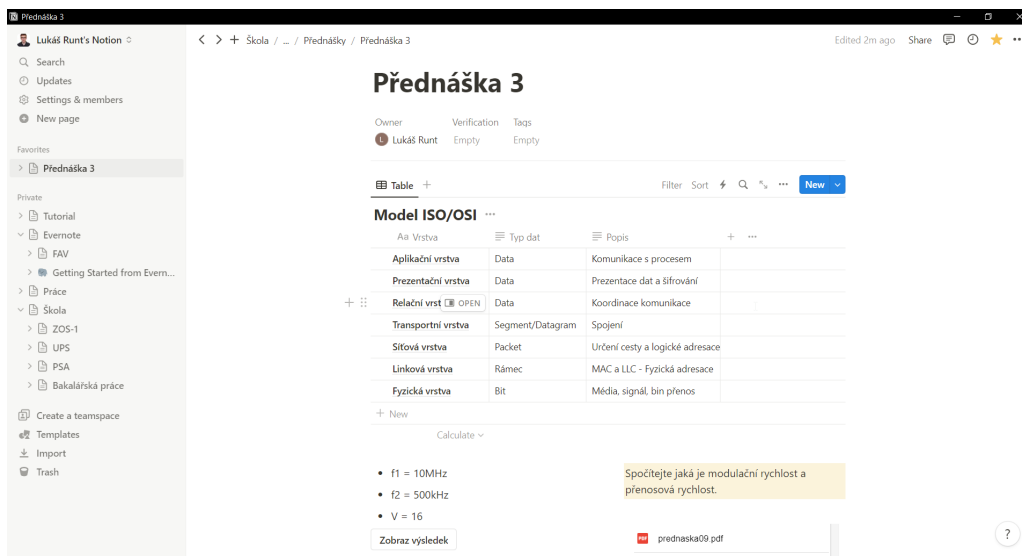 Přednáška 3
Lukáš Runt's Notion
Search
Updates
Settings & members
New page
Favorites
Přednáška 3
Private
Tutorial
Evernote
FAV
Getting Started from Evern...
Práce
Škola
ZOS-1
UPS
PSA
Bakalářská práce
Create a teamspace
Templates
Import
Trash
Škola / ... / Přednášky / Přednáška 3
Edited 2m ago Share
Přednáška 3
Owner Verification Tags
L Lukáš Runt Empty Empty
Table
Filter Sort New
Model ISO/OSI
Aa Vrstva Typ dat Popis
Aplikační vrstva Data Komunikace s procesem
Prezentační vrstva Data Prezentace dat a šifrování
Relační vrst OPEN Data Koordinace komunikace
Transportní vrstva Segment/Datagram Spojení
Síťová vrstva Packet Určení cesty a logické adresace
Linková vrstva Rámec MAC a LLC - Fyzická adresace
Fyzická vrstva Bit Média, signál, bin přenos
New
Calculate
• f1 = 10MHz
• f2 = 500kHz
• V = 16
Zobraz výsledek
Spočítejte jaká je modulační rychlost a
přenosová rychlost.
PDF prednaska09.pdf
?